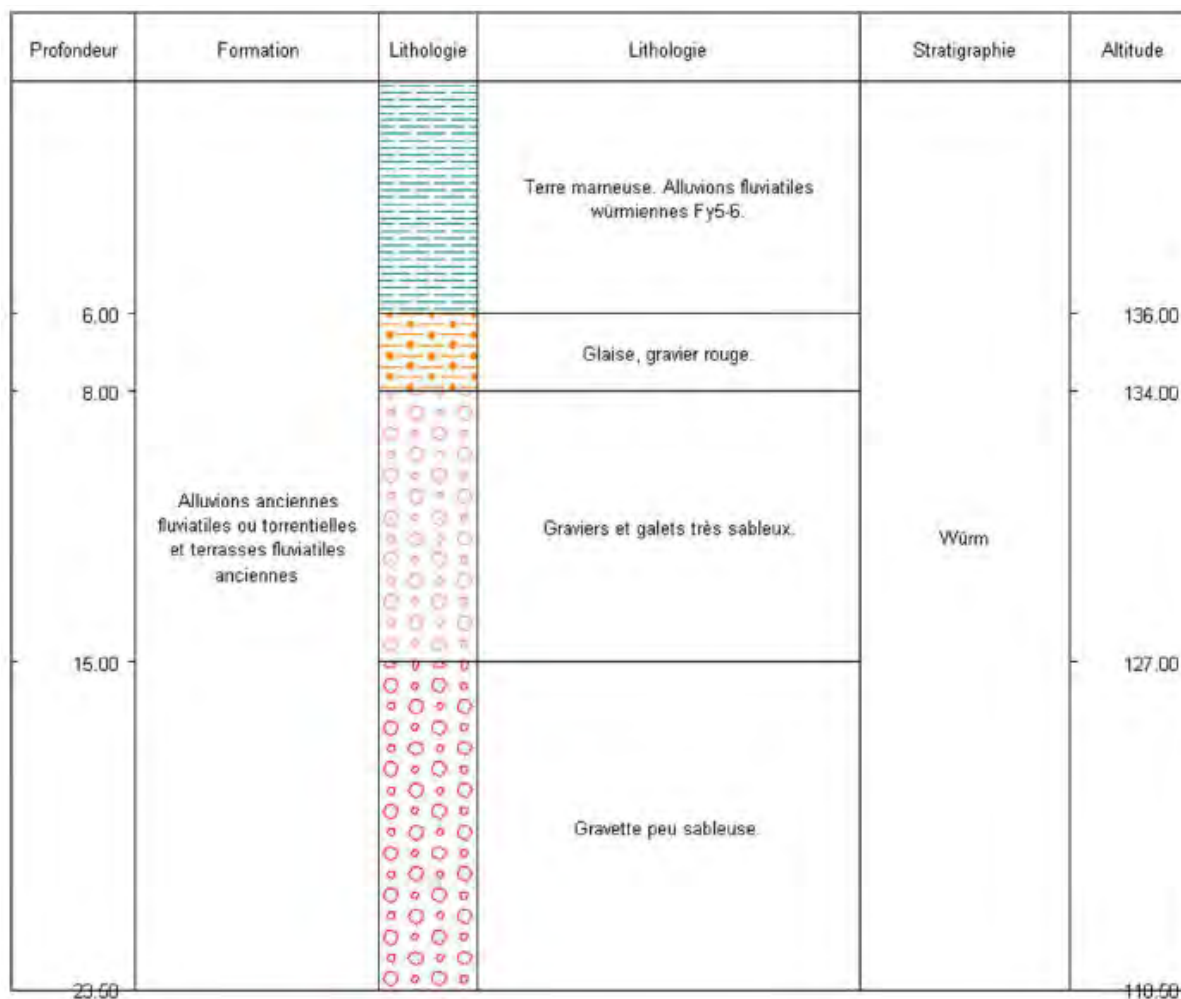 Profondeur Formation Lithologie Lithologie Stratigraphie Altitude
Terre marneuse. Alluvions fluviatiles
würmiennes Fy5-6.
6.00 136.00
Glaise, gravier rouge.
8.00 134.00
Alluvions anciennes
fluviatiles ou torrentielles
et terrasses fluviatiles
anciennes
Graviers et galets très sableux.
Würm
15.00 127.00
Gravette peu sableuse.
23.50 110.50